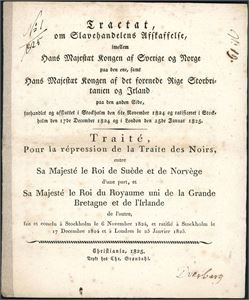 Tractat,
om Slavehandelens Afskaffelse,
imellem
Hans Majestæt Kongen af Sverige og Norge
paa den ene, samt
Hans Majestæt Kongen af det forenede Rige Storbri-
tanien og Irland
paa den anden Side,
forhandlet og afsluttet i Stockholm den 6te November 1824 og ratificeret i Stock-
holm den 17de December 1824 og i London den 25de Januar 1825.
Traité,
Pour la répression de la Traite des Noirs,
entre
Sa Majesté le Roi de Suède et de Norvège
d'une part, et
Sa Majesté le Roi du Royaume uni de la Grande
Bretagne et de l'Irlande
de l'autre,
fait et conclu à Stockholm le 6 November 1824, et ratifié à Stockholm le
17 December 1824 et à Londres le 25 Janvier 1825.
Christiania, 1825.
Trykt hos Chr. Grøndahl.